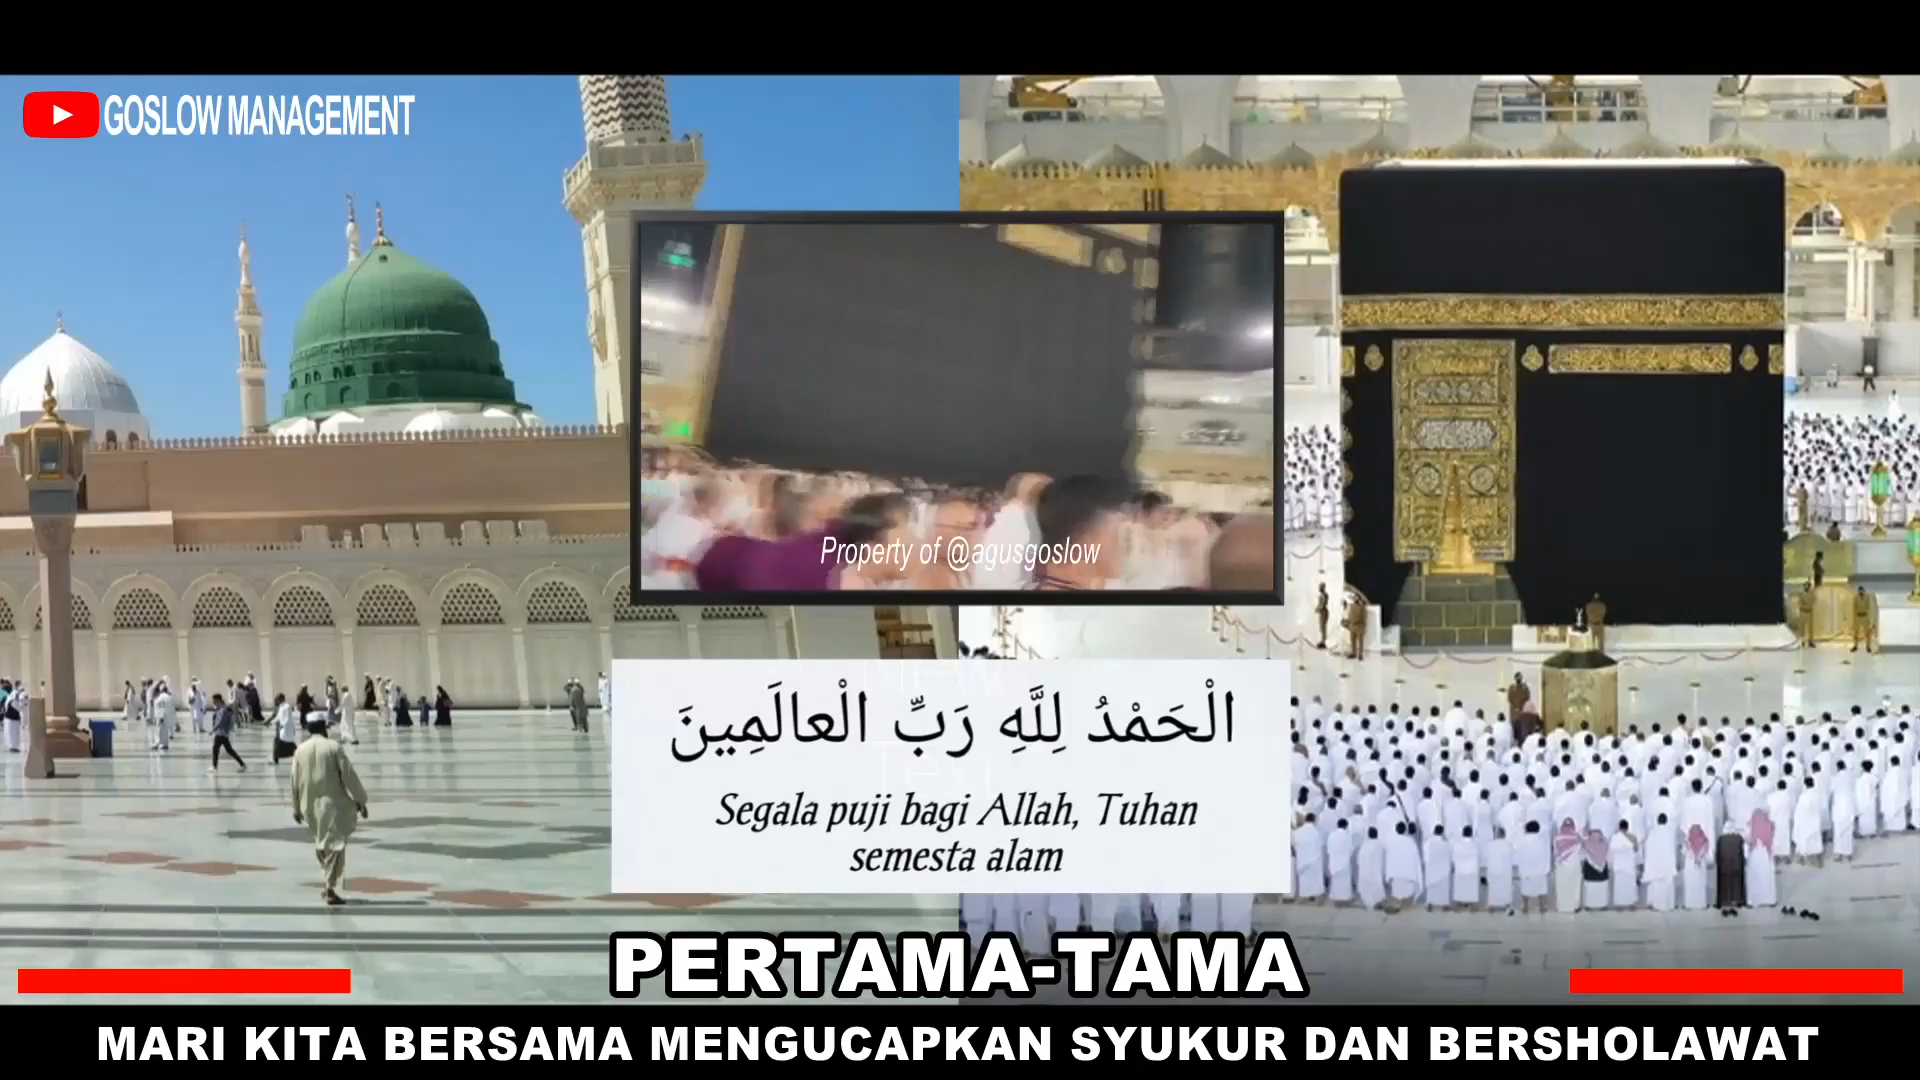 GOSLOW MANAGEMENT
Property of @agusgoslow
الْحَمْدُ لِلَّهِ رَبِّ الْعالَمِينَ
Segala puji bagi Allah, Tuhan
semesta alam
PERTAMA-TAMA
MARI KITA BERSAMA MENGUCAPKAN SYUKUR DAN BERSHOLAWAT